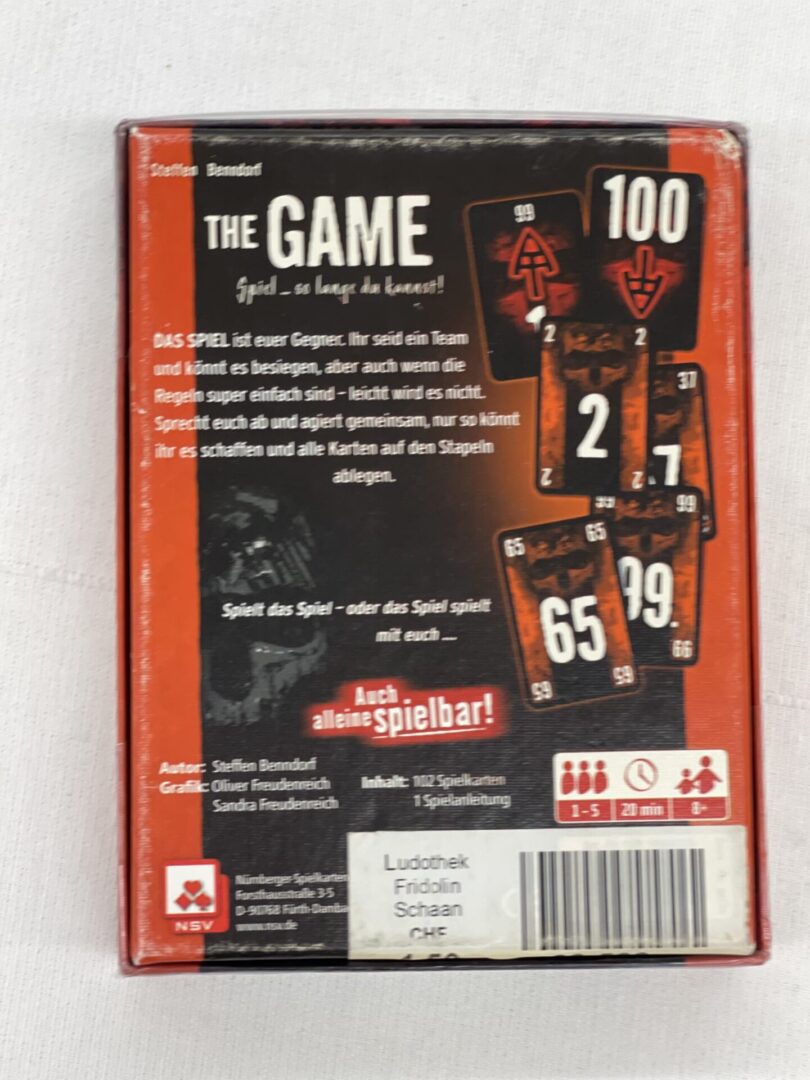 Steffen Benndorf
THE GAME
Spiel ... so lange du kannst!
99
100
DAS SPIEL ist euer Gegner. Ihr seid ein Team
und könnt es besiegen, aber auch wenn die
Regeln super einfach sind – leicht wird es nicht.
Sprecht euch ab und agiert gemeinsam, nur so könnt
ihr es schaffen und alle Karten auf den Stapeln
ablegen.
2 2
2
2 2
37
7
99 99
99.
66
65 65
65
65 65
Spielt das Spiel – oder das Spiel spielt
mit euch ...
Auch
alleine spielbar!
Autor: Steffen Benndorf
Grafik: Oliver Freudenreich
Sandra Freudenreich
Inhalt: 102 Spielkarten
1 Spielanleitung
1 - 5 20 min 8+
NSV
Nürnberger-Spielkarten
Forsthausstraße 3-5
D-90768 Fürth-Damba
www.nsv.de
Ludothek
Fridolin
Schaan
CHF